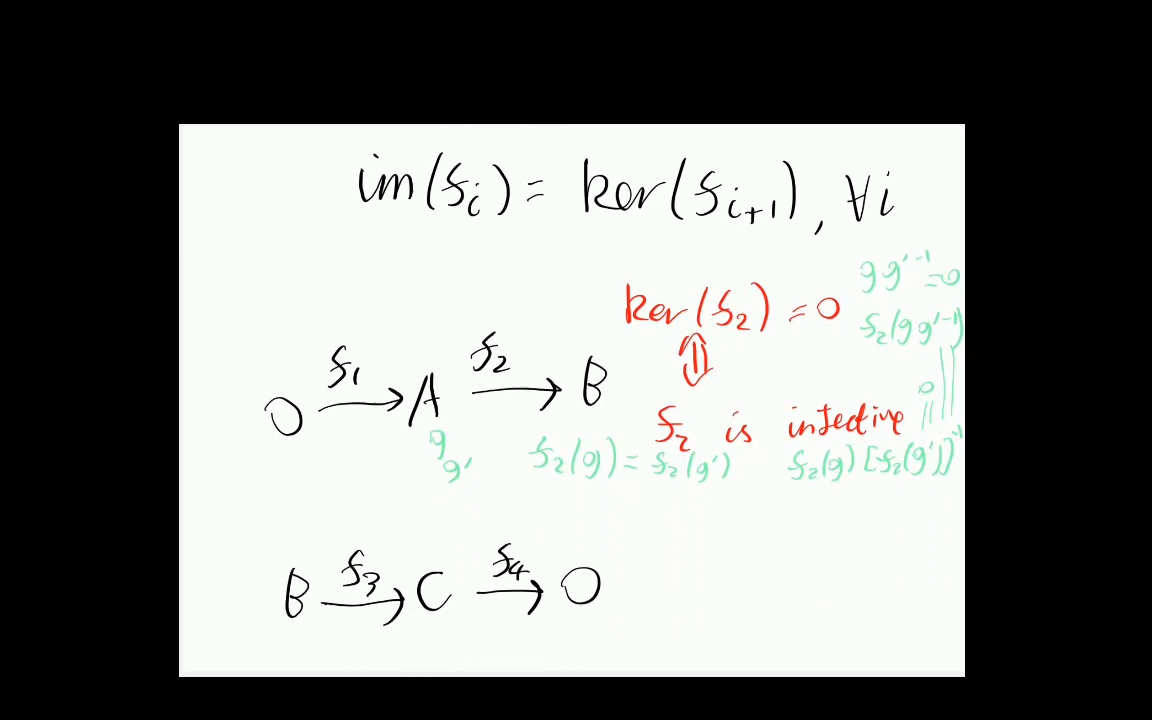 im(f_i) = ker(f_{i+1}), ∀i
gg'^{-1} = 0
ker(f_2) = 0
f_2(gg'^{-1})
⇕
|||
0 →^{f_1} A →^{f_2} B
0
||
f_2 is injective
g
g'
f_2(g) = f_2(g')
f_2(g)[f_2(g')]^{-1}
B →^{f_3} C →^{f_4} 0